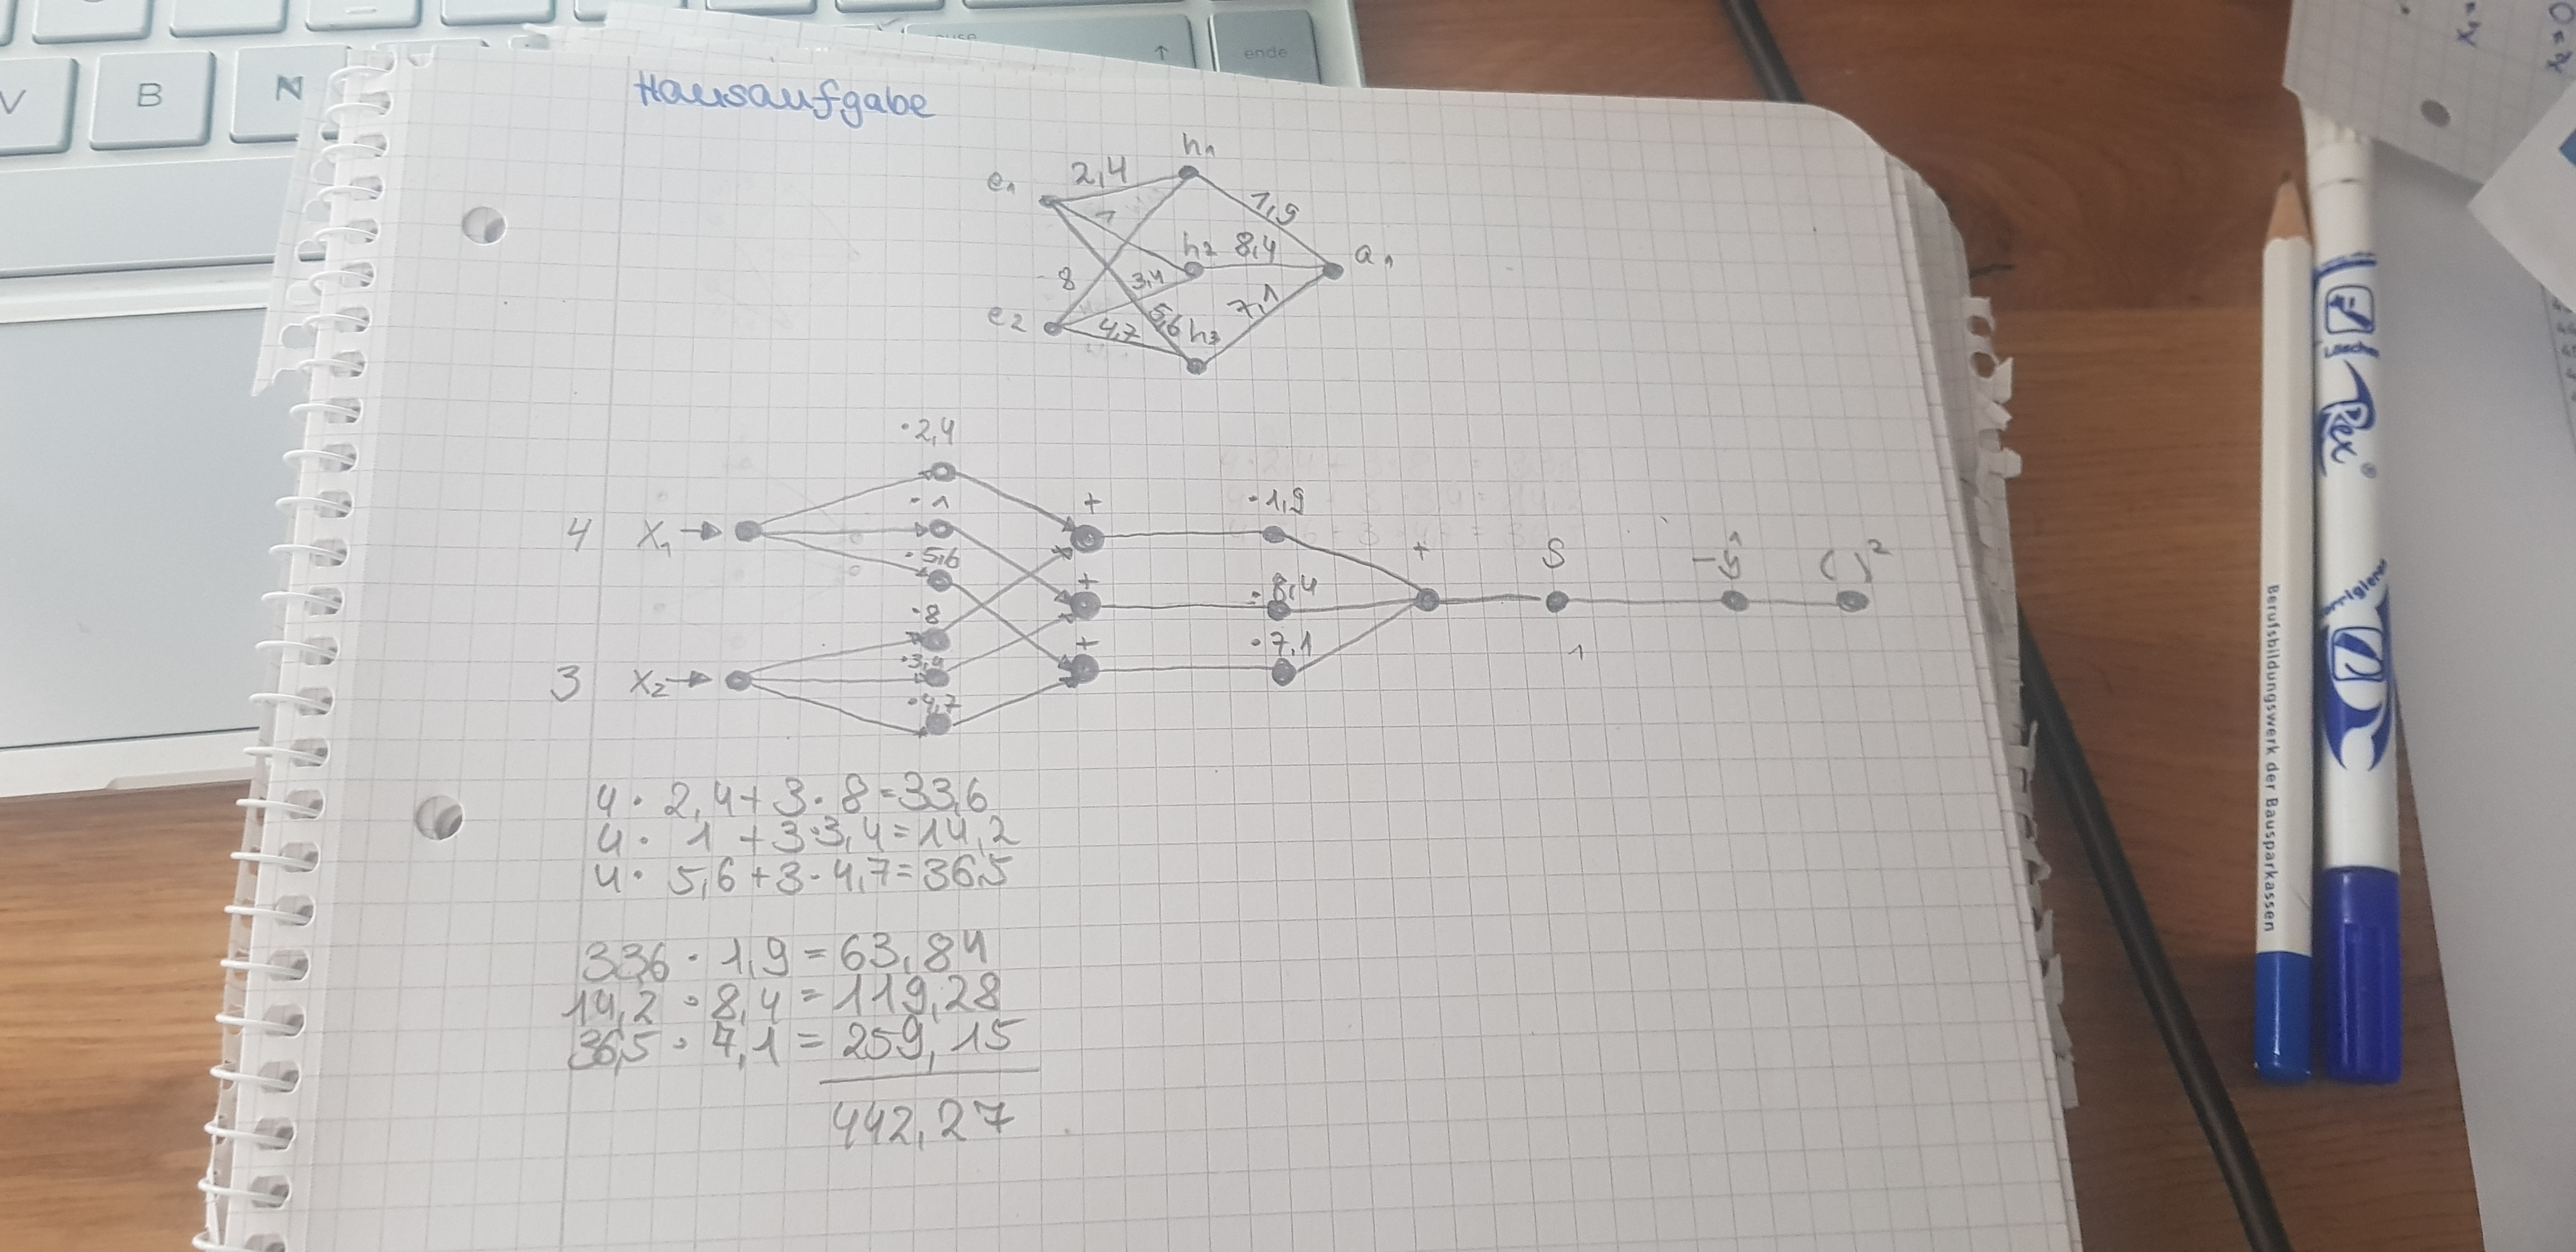 Hausaufgabe
e1
2,4
h1
1
8
1,9
3,4
h2
8,4
a1
e2
4,7
5,6
h3
7,1
·2,4
4 x1 → ·1 + ·1,9
·5,6
·8 + ·8,4 + S -ŷ ( )²
3 x2 → ·3,4
·4,7 + ·7,1
1
4 · 2,4 + 3 · 8 = 33,6
4 · 1 + 3 · 3,4 = 14,2
4 · 5,6 + 3 · 4,7 = 36,5
33,6 · 1,9 = 63,84
14,2 · 8,4 = 119,28
36,5 · 7,1 = 259,15
442,27
V
B
N
↑
ende
Berufsbildungswerk der Bausparkassen
Rex